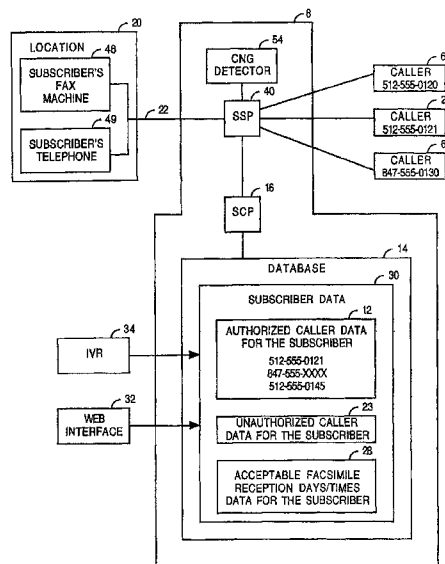 20
8
LOCATION
48
SUBSCRIBER'S
FAX
MACHINE
49
SUBSCRIBER'S
TELEPHONE
22
54
CNG
DETECTOR
40
SSP
CALLER
512-555-0120
CALLER
512-555-0121
CALLER
847-555-0130
16
SCP
14
DATABASE
30
SUBSCRIBER DATA
12
AUTHORIZED CALLER DATA
FOR THE SUBSCRIBER
512-555-0121
847-555-XXXX
512-555-0145
34
IVR
32
WEB
INTERFACE
23
UNAUTHORIZED CALLER
DATA FOR THE SUBSCRIBER
28
ACCEPTABLE FACSIMILE
RECEPTION DAYS/TIMES
DATA FOR THE SUBSCRIBER